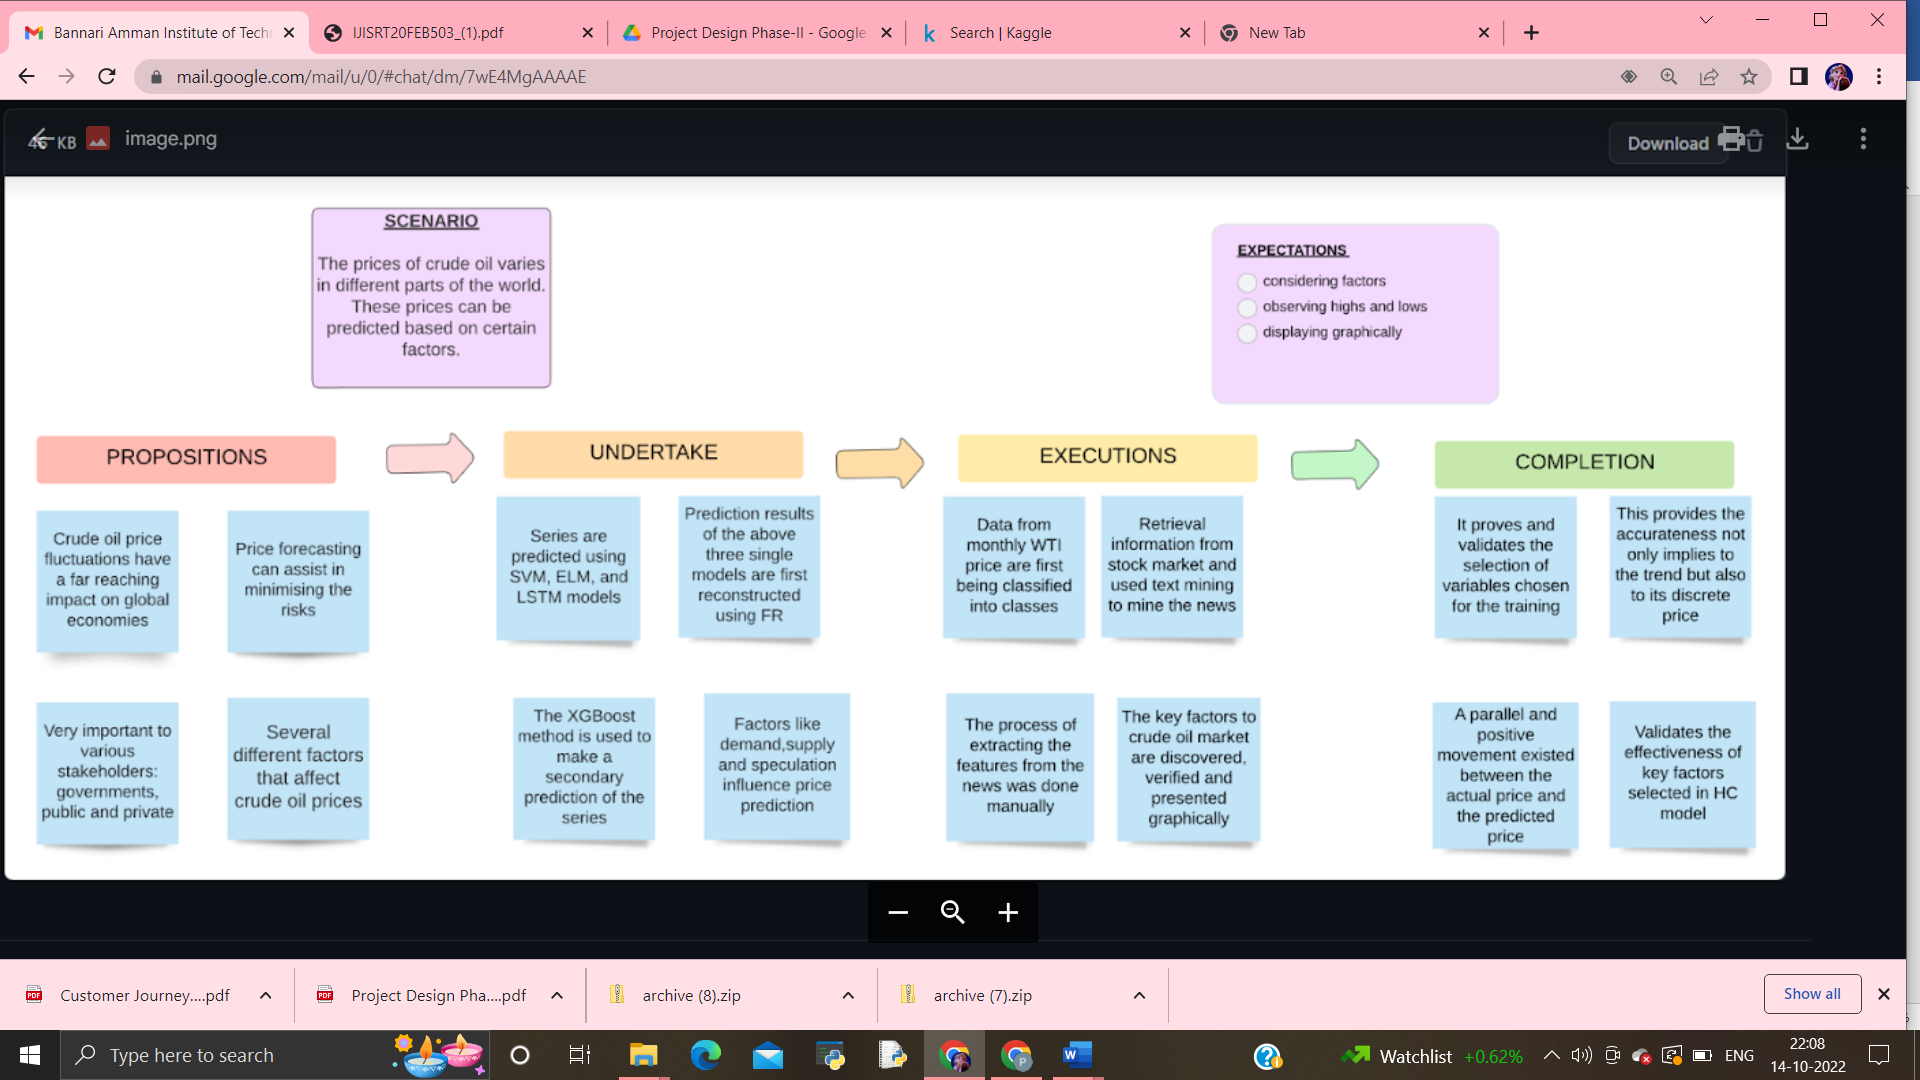 Bannari Amman Institute of Tech
IJISRT20FEB503_(1).pdf
Project Design Phase-II - Google
Search | Kaggle
New Tab
mail.google.com/mail/u/0/#chat/dm/7wE4MgAAAAE
KB
image.png
Download
SCENARIO
The prices of crude oil varies
in different parts of the world.
These prices can be
predicted based on certain
factors.
EXPECTATIONS
considering factors
observing highs and lows
displaying graphically
PROPOSITIONS
UNDERTAKE
EXECUTIONS
COMPLETION
Crude oil price
fluctuations have
a far reaching
impact on global
economies
Price forecasting
can assist in
minimising the
risks
Series are
predicted using
SVM, ELM, and
LSTM models
Prediction results
of the above
three single
models are first
reconstructed
using FR
Data from
monthly WTI
price are first
being classified
into classes
Retrieval
information from
stock market and
used text mining
to mine the news
It proves and
validates the
selection of
variables chosen
for the training
This provides the
accurateness not
only implies to
the trend but also
to its discrete
price
Very important to
various
stakeholders:
governments,
public and private
Several
different factors
that affect
crude oil prices
The XGBoost
method is used to
make a
secondary
prediction of the
series
Factors like
demand,supply
and speculation
influence price
prediction
The process of
extracting the
features from the
news was done
manually
The key factors to
crude oil market
are discovered,
verified and
presented
graphically
A parallel and
positive
movement existed
between the
actual price and
the predicted
price
Validates the
effectiveness of
key factors
selected in HC
model
Customer Journey....pdf
Project Design Pha....pdf
archive (8).zip
archive (7).zip
Show all
Type here to search
Watchlist +0.62%
ENG
22:08
14-10-2022